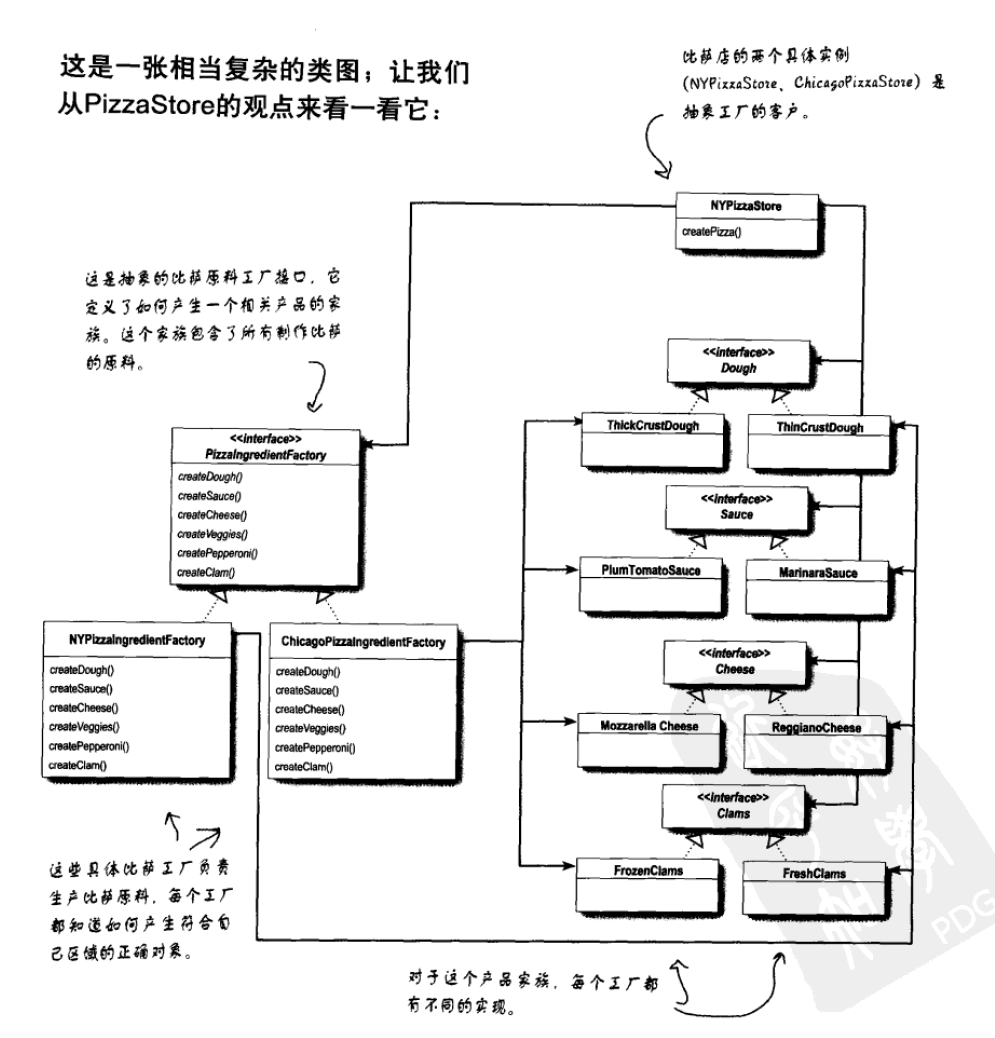 这是一张相当复杂的类图；让我们
从PizzaStore的观点来看一看它：
比萨店的两个具体实例
(NYPizzaStore、ChicagoPizzaStore) 是
抽象工厂的客户。
NYPizzaStore
createPizza()
这是抽象的比萨原料工厂接口，它
定义了如何产生一个相关产品的家
族。这个家族包含了所有制作比萨
的原料。
<<interface>>
Dough
ThickCrustDough
ThinCrustDough
<<interface>>
PizzaIngredientFactory
createDough()
createSauce()
createCheese()
createVeggies()
createPepperoni()
createClam()
<<interface>>
Sauce
PlumTomatoSauce
MarinaraSauce
NYPizzaIngredientFactory
createDough()
createSauce()
createCheese()
createVeggies()
createPepperoni()
createClam()
ChicagoPizzaIngredientFactory
createDough()
createSauce()
createCheese()
createVeggies()
createPepperoni()
createClam()
<<interface>>
Cheese
Mozzarella Cheese
ReggianoCheese
<<interface>>
Clams
FrozenClams
FreshClams
这些具体比萨工厂负责
生产比萨原料，每个工厂
都知道如何产生符合自
己区域的正确对象。
对于这个产品家族，每个工厂都
有不同的实现。
PDG